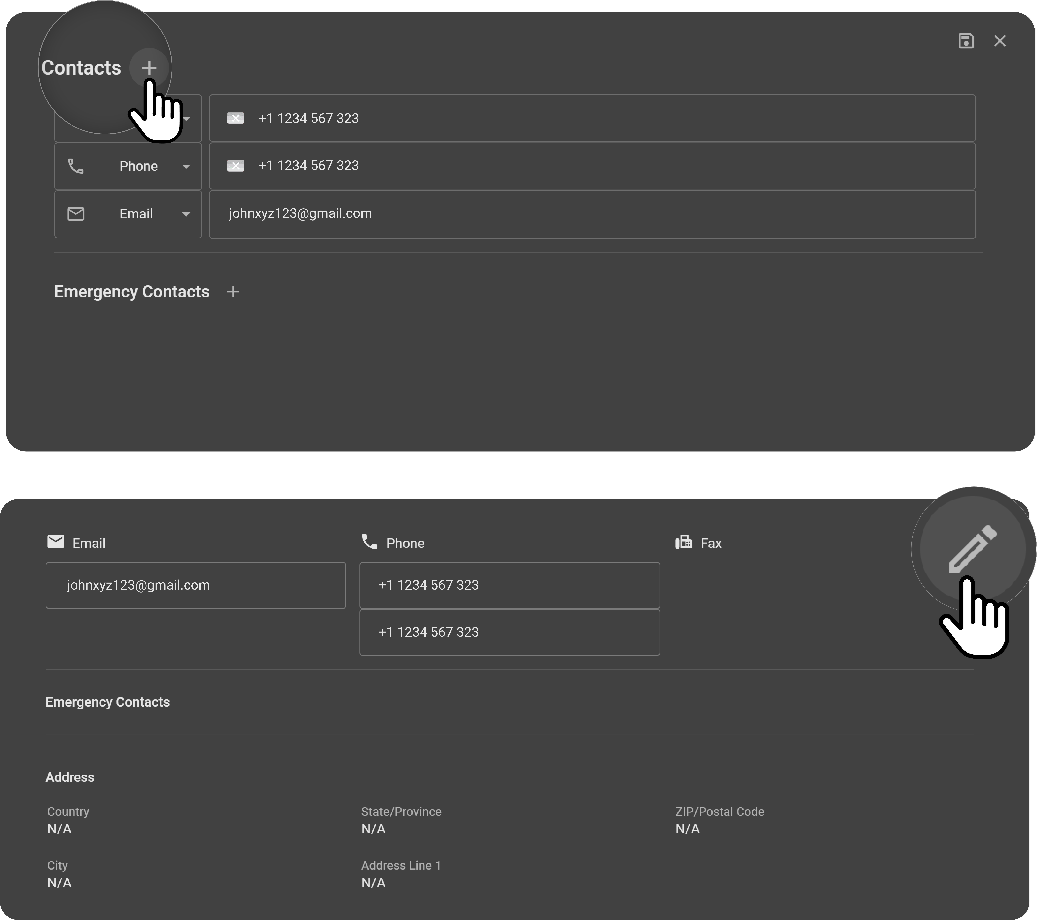 Contacts +
+1 1234 567 323
Phone +1 1234 567 323
Email johnxyz123@gmail.com
Emergency Contacts +
Email Phone Fax
johnxyz123@gmail.com +1 1234 567 323
+1 1234 567 323
Emergency Contacts
Address
Country State/Province ZIP/Postal Code
N/A N/A N/A
City Address Line 1
N/A N/A